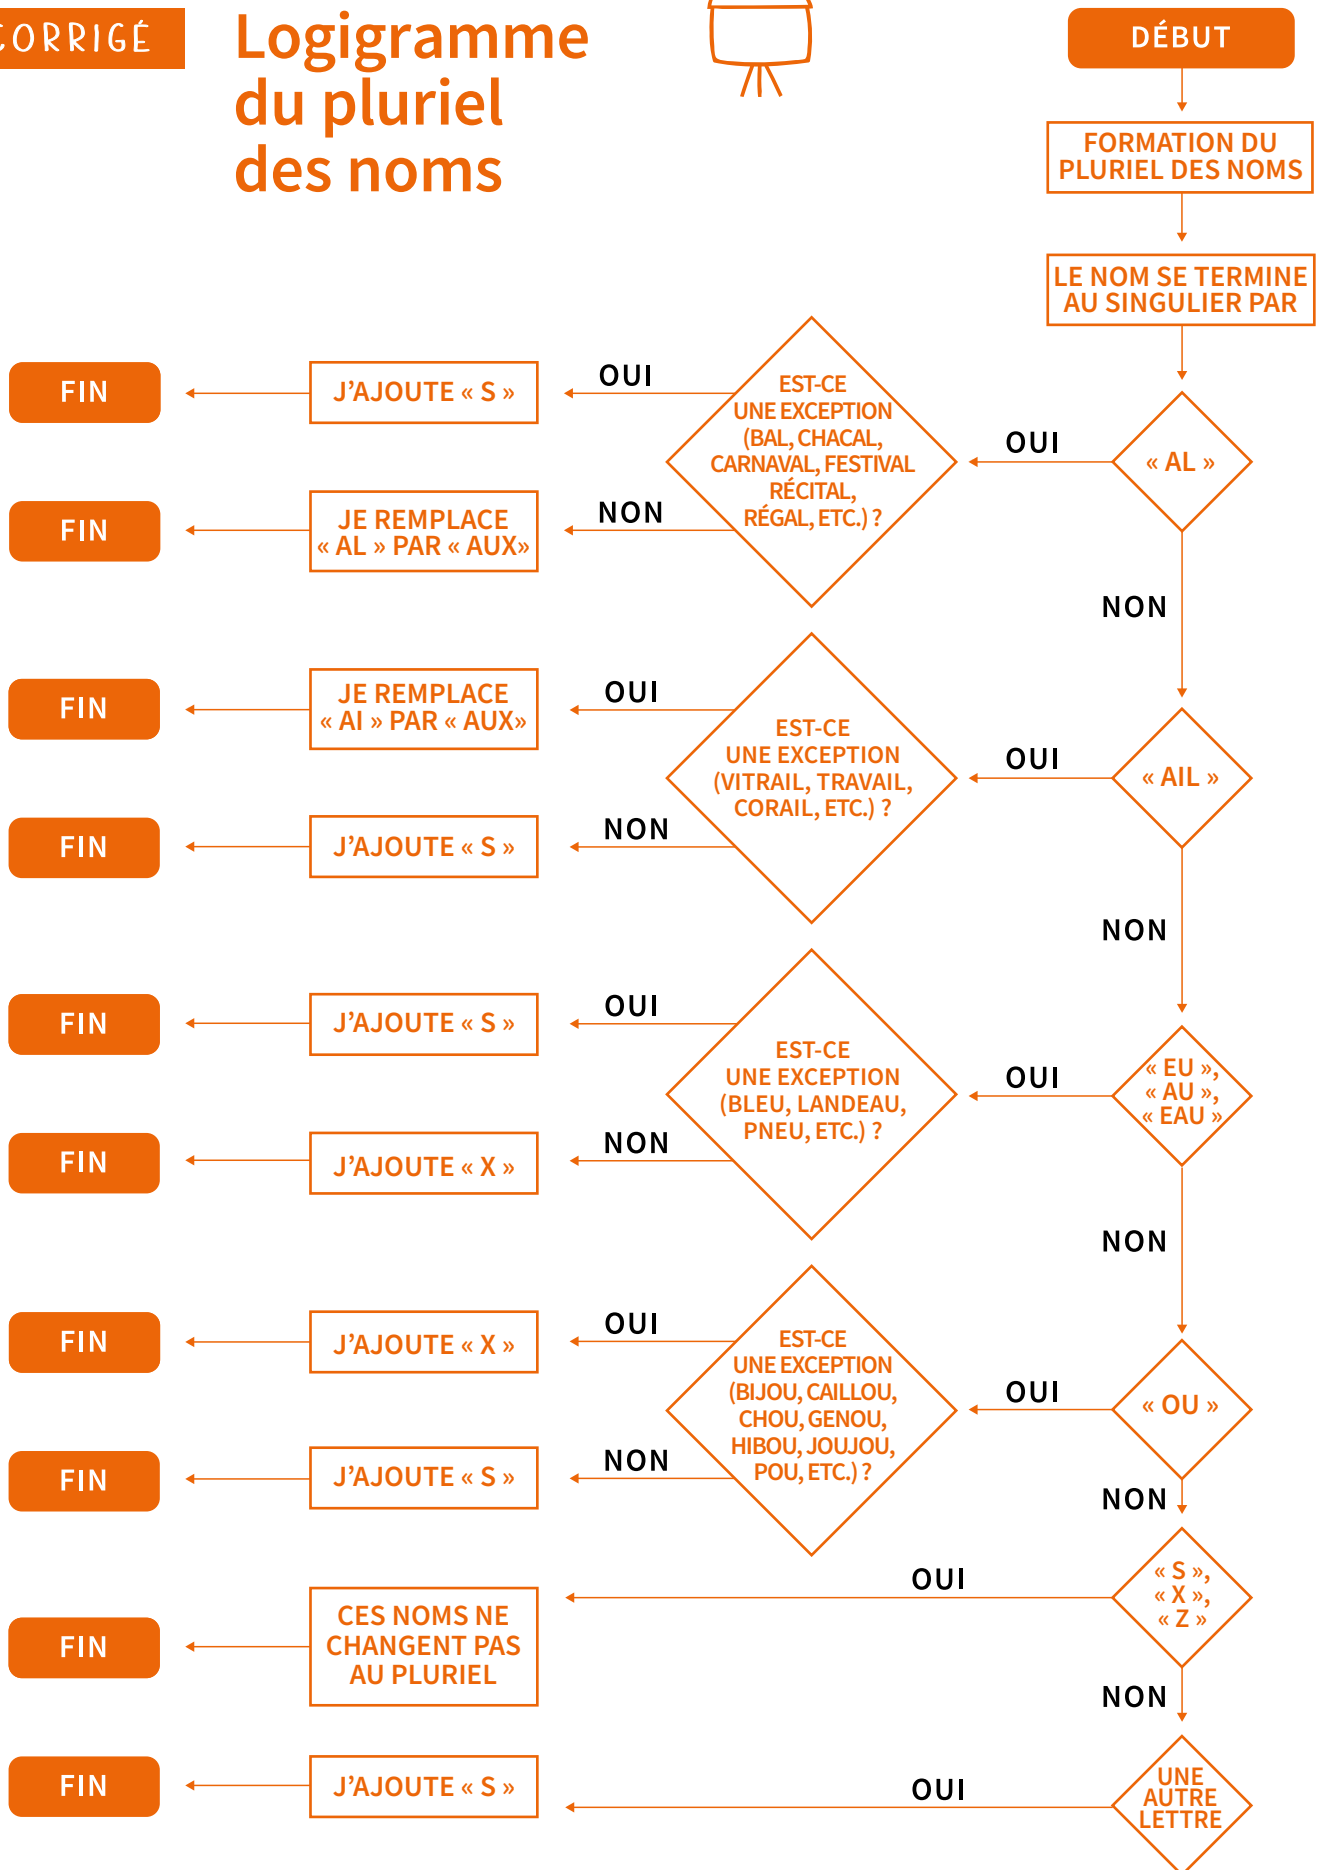 CORRIGÉ
Logigramme
du pluriel
des noms
DÉBUT
FORMATION DU
PLURIEL DES NOMS
LE NOM SE TERMINE
AU SINGULIER PAR
« AL »
OUI
EST-CE
UNE EXCEPTION
(BAL, CHACAL,
CARNAVAL, FESTIVAL
RÉCITAL,
RÉGAL, ETC.) ?
OUI
J'AJOUTE « S »
FIN
NON
JE REMPLACE
« AL » PAR « AUX»
FIN
NON
« AIL »
OUI
EST-CE
UNE EXCEPTION
(VITRAIL, TRAVAIL,
CORAIL, ETC.) ?
OUI
JE REMPLACE
« AI » PAR « AUX»
FIN
NON
J'AJOUTE « S »
FIN
NON
« EU »,
« AU »,
« EAU »
OUI
EST-CE
UNE EXCEPTION
(BLEU, LANDEAU,
PNEU, ETC.) ?
OUI
J'AJOUTE « S »
FIN
NON
J'AJOUTE « X »
FIN
NON
« OU »
OUI
EST-CE
UNE EXCEPTION
(BIJOU, CAILLOU,
CHOU, GENOU,
HIBOU, JOUJOU,
POU, ETC.) ?
OUI
J'AJOUTE « X »
FIN
NON
J'AJOUTE « S »
FIN
NON
« S »,
« X »,
« Z »
OUI
CES NOMS NE
CHANGENT PAS
AU PLURIEL
FIN
NON
UNE
AUTRE
LETTRE
OUI
J'AJOUTE « S »
FIN